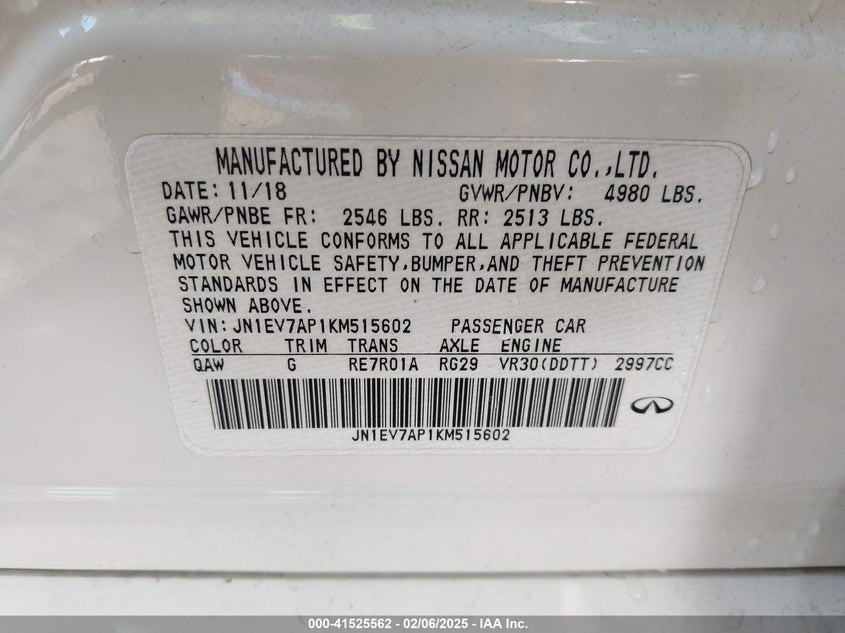 MANUFACTURED BY NISSAN MOTOR CO.,LTD.
DATE: 11/18 GVWR/PNBV: 4980 LBS.
GAWR/PNBE FR: 2546 LBS. RR: 2513 LBS.
THIS VEHICLE CONFORMS TO ALL APPLICABLE FEDERAL
MOTOR VEHICLE SAFETY,BUMPER,AND THEFT PREVENTION
STANDARDS IN EFFECT ON THE DATE OF MANUFACTURE
SHOWN ABOVE.
VIN: JN1EV7AP1KM515602 PASSENGER CAR
COLOR TRIM TRANS AXLE ENGINE
QAW G RE7R01A RG29 VR30(DDTT) 2997CC
JN1EV7AP1KM515602
000-41525562 - 02/06/2025 - IAA Inc.